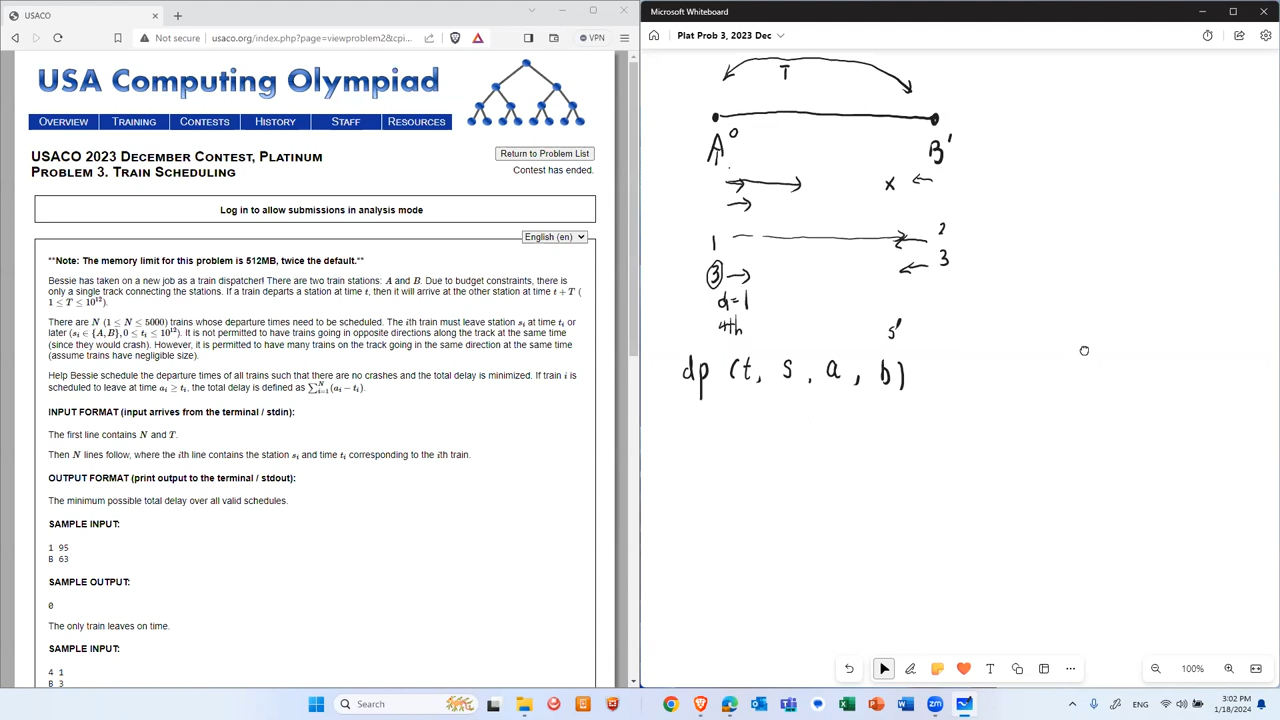 USACO
Not secure
usaco.org/index.php?page=viewproblem2&cpi
VPN
USA Computing Olympiad
OVERVIEW TRAINING CONTESTS HISTORY STAFF RESOURCES
USACO 2023 DECEMBER CONTEST, PLATINUM
PROBLEM 3. TRAIN SCHEDULING
Return to Problem List
Contest has ended.
Log in to allow submissions in analysis mode
English (en)
**Note: The memory limit for this problem is 512MB, twice the default.**
Bessie has taken on a new job as a train dispatcher! There are two train stations: A and B. Due to budget constraints, there is
only a single track connecting the stations. If a train departs a station at time t, then it will arrive at the other station at time t + T (
1 ≤ T ≤ 10¹²).
There are N (1 ≤ N ≤ 5000) trains whose departure times need to be scheduled. The ith train must leave station sᵢ at time tᵢ or
later (sᵢ ∈ {A, B}, 0 ≤ tᵢ ≤ 10¹²). It is not permitted to have trains going in opposite directions along the track at the same time
(since they would crash). However, it is permitted to have many trains on the track going in the same direction at the same time
(assume trains have negligible size).
Help Bessie schedule the departure times of all trains such that there are no crashes and the total delay is minimized. If train i is
scheduled to leave at time aᵢ ≥ tᵢ, the total delay is defined as ∑ᵢ₌₁ᴺ(aᵢ − tᵢ).
INPUT FORMAT (input arrives from the terminal / stdin):
The first line contains N and T.
Then N lines follow, where the ith line contains the station sᵢ and time tᵢ corresponding to the ith train.
OUTPUT FORMAT (print output to the terminal / stdout):
The minimum possible total delay over all valid schedules.
SAMPLE INPUT:
1 95
B 63
SAMPLE OUTPUT:
0
The only train leaves on time.
SAMPLE INPUT:
4 1
B 3
Microsoft Whiteboard
Plat Prob 3, 2023 Dec
T
A 0
B 1
x
1
2
3
3
d=1
4th
s'
dp (t, s, a, b)
100%
Search
ENG
3:02 PM
1/18/2024